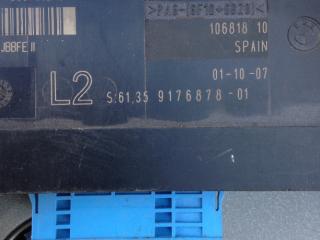 >PA6-(GF10+GB20)<
106818 10
JBBFE II
SPAIN
01-10-07
L2
S:61.35 9176878-01